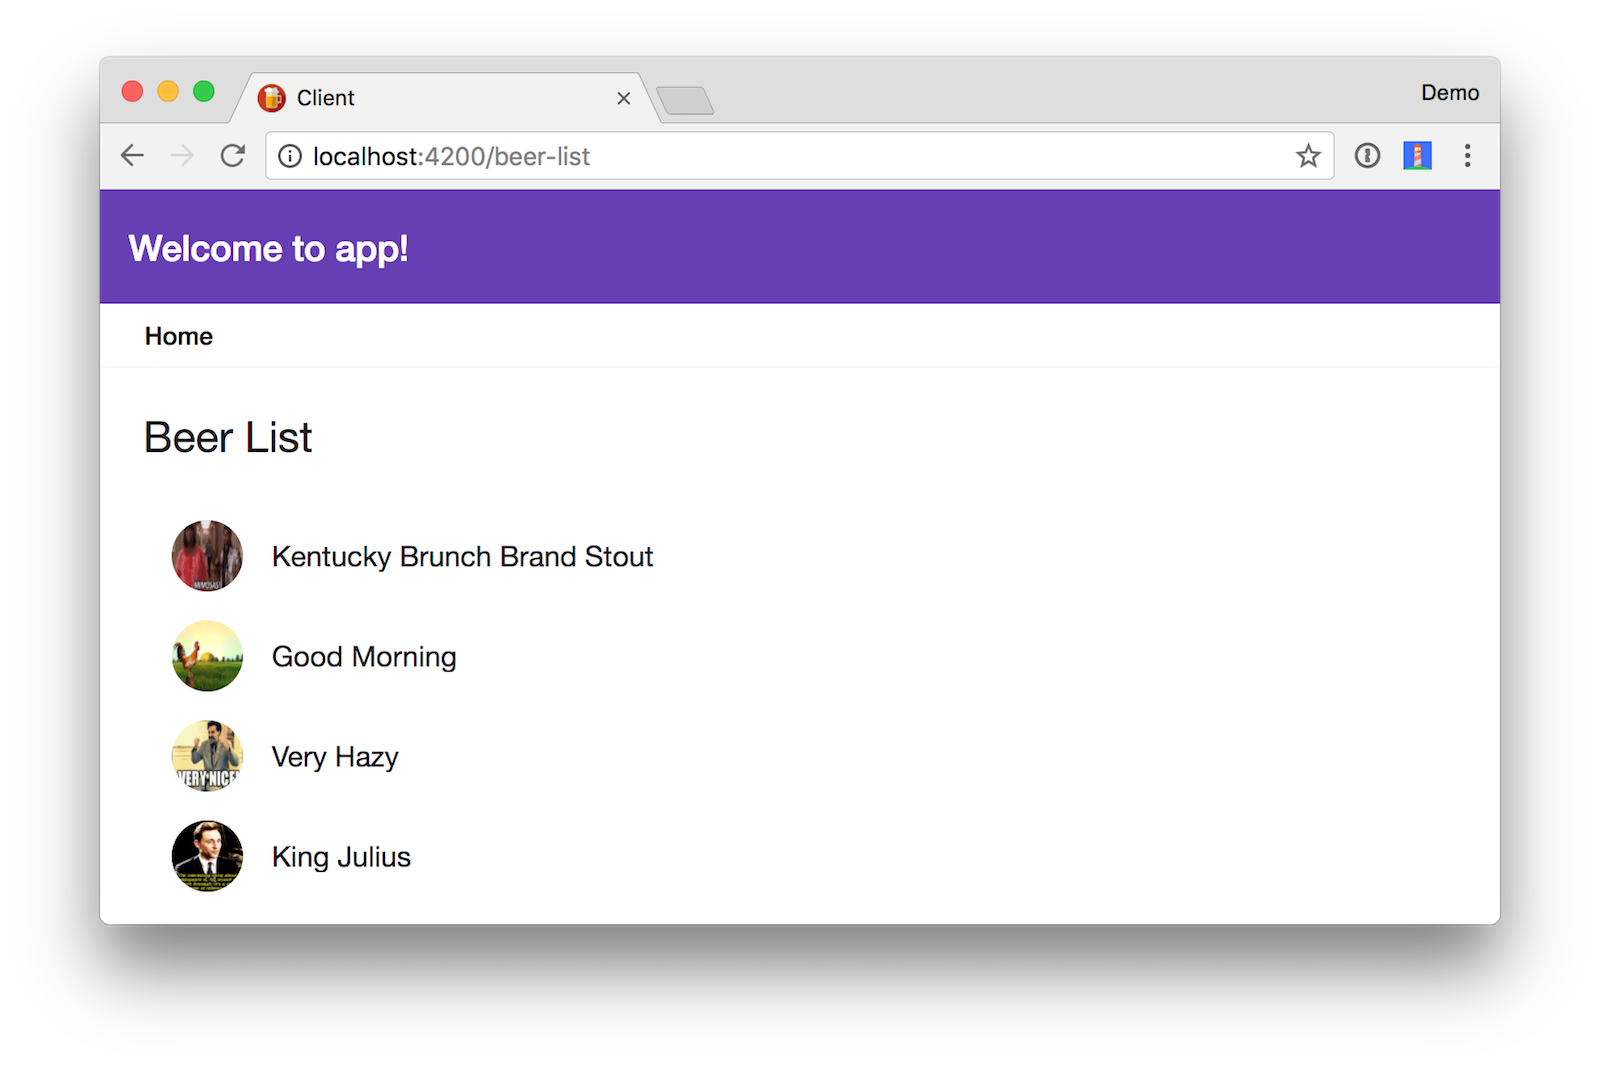 Client
Demo
localhost:4200/beer-list
Welcome to app!
Home
Beer List
MIMOSAS!
Kentucky Brunch Brand Stout
Good Morning
VERY NICE
Very Hazy
King Julius